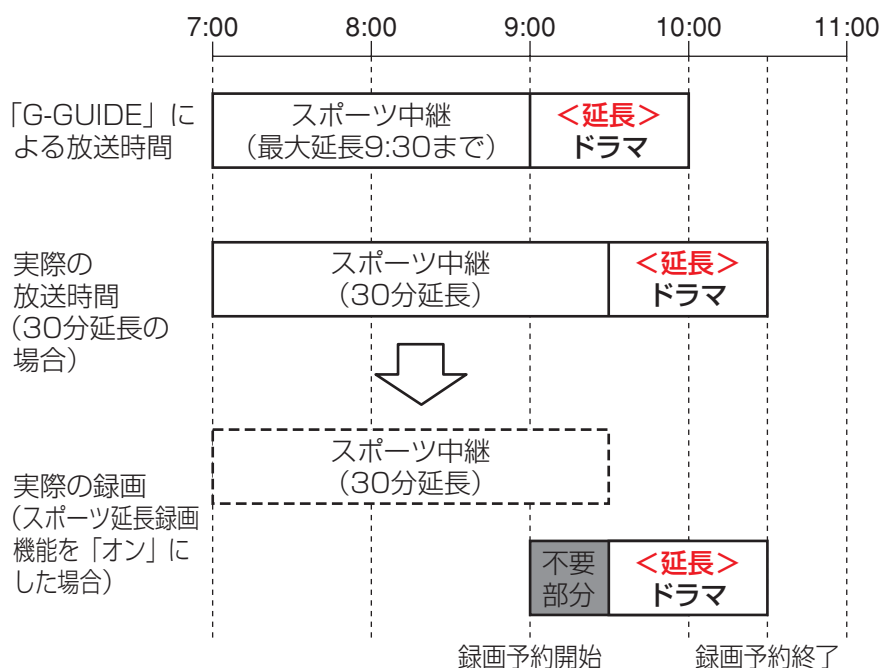 7:00 8:00 9:00 10:00 11:00
「G-GUIDE」に
よる放送時間
スポーツ中継
(最大延長9:30まで)
<延長>
ドラマ
実際の
放送時間
(30分延長の
場合)
スポーツ中継
(30分延長)
<延長>
ドラマ
スポーツ中継
(30分延長)
実際の録画
(スポーツ延長録画
機能を「オン」に
した場合)
不要
部分
<延長>
ドラマ
録画予約開始 録画予約終了